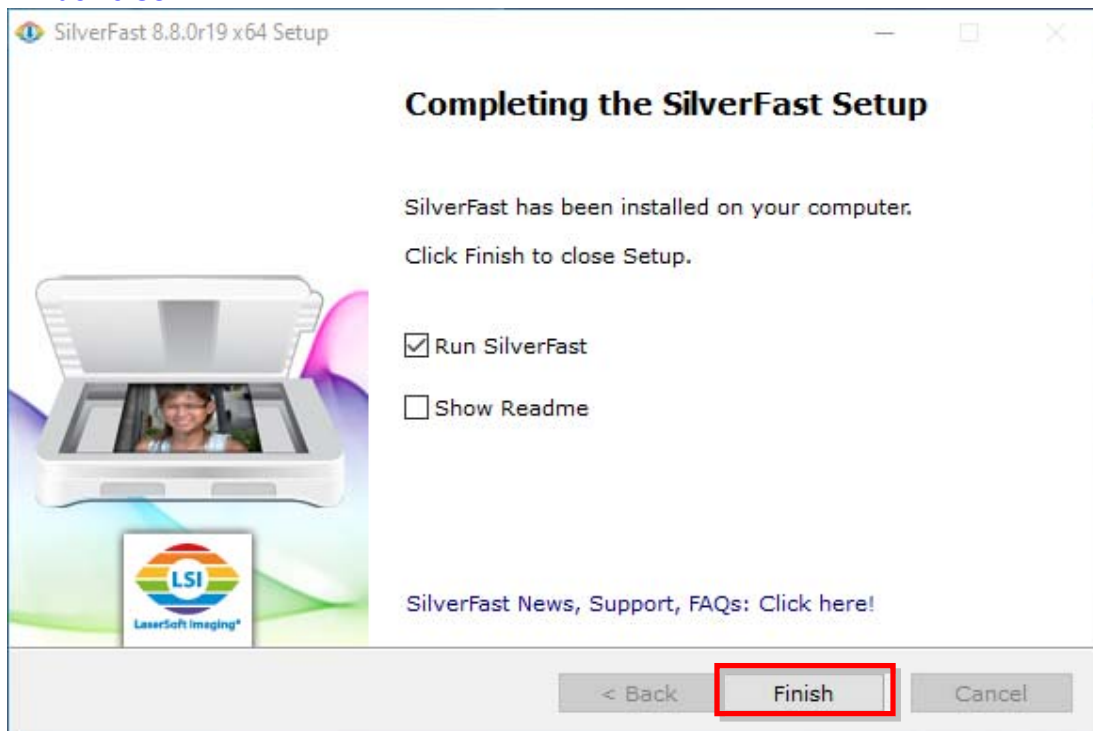 SilverFast 8.8.0r19 x64 Setup
Completing the SilverFast Setup
SilverFast has been installed on your computer.
Click Finish to close Setup.
Run SilverFast
Show Readme
LSI
LaserSoft Imaging®
SilverFast News, Support, FAQs: Click here!
< Back Finish Cancel